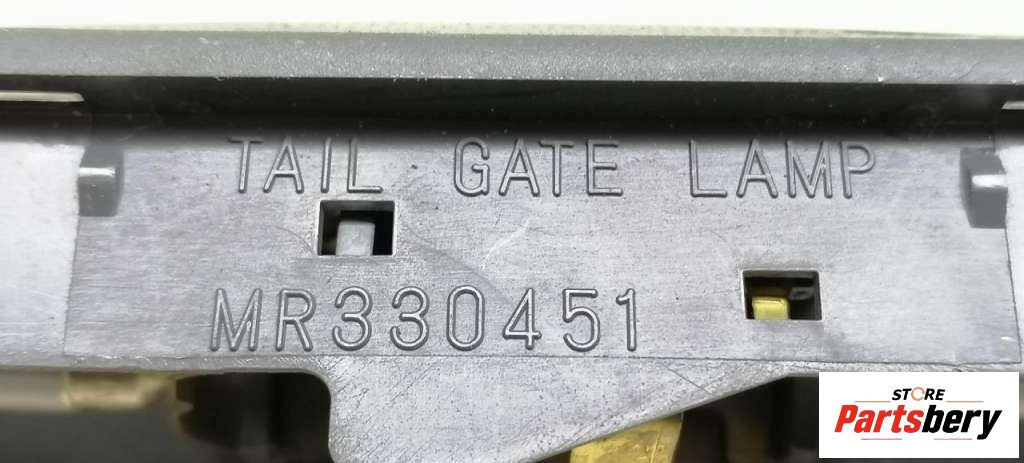 TAIL GATE LAMP
MR330451
STORE
Partsbery